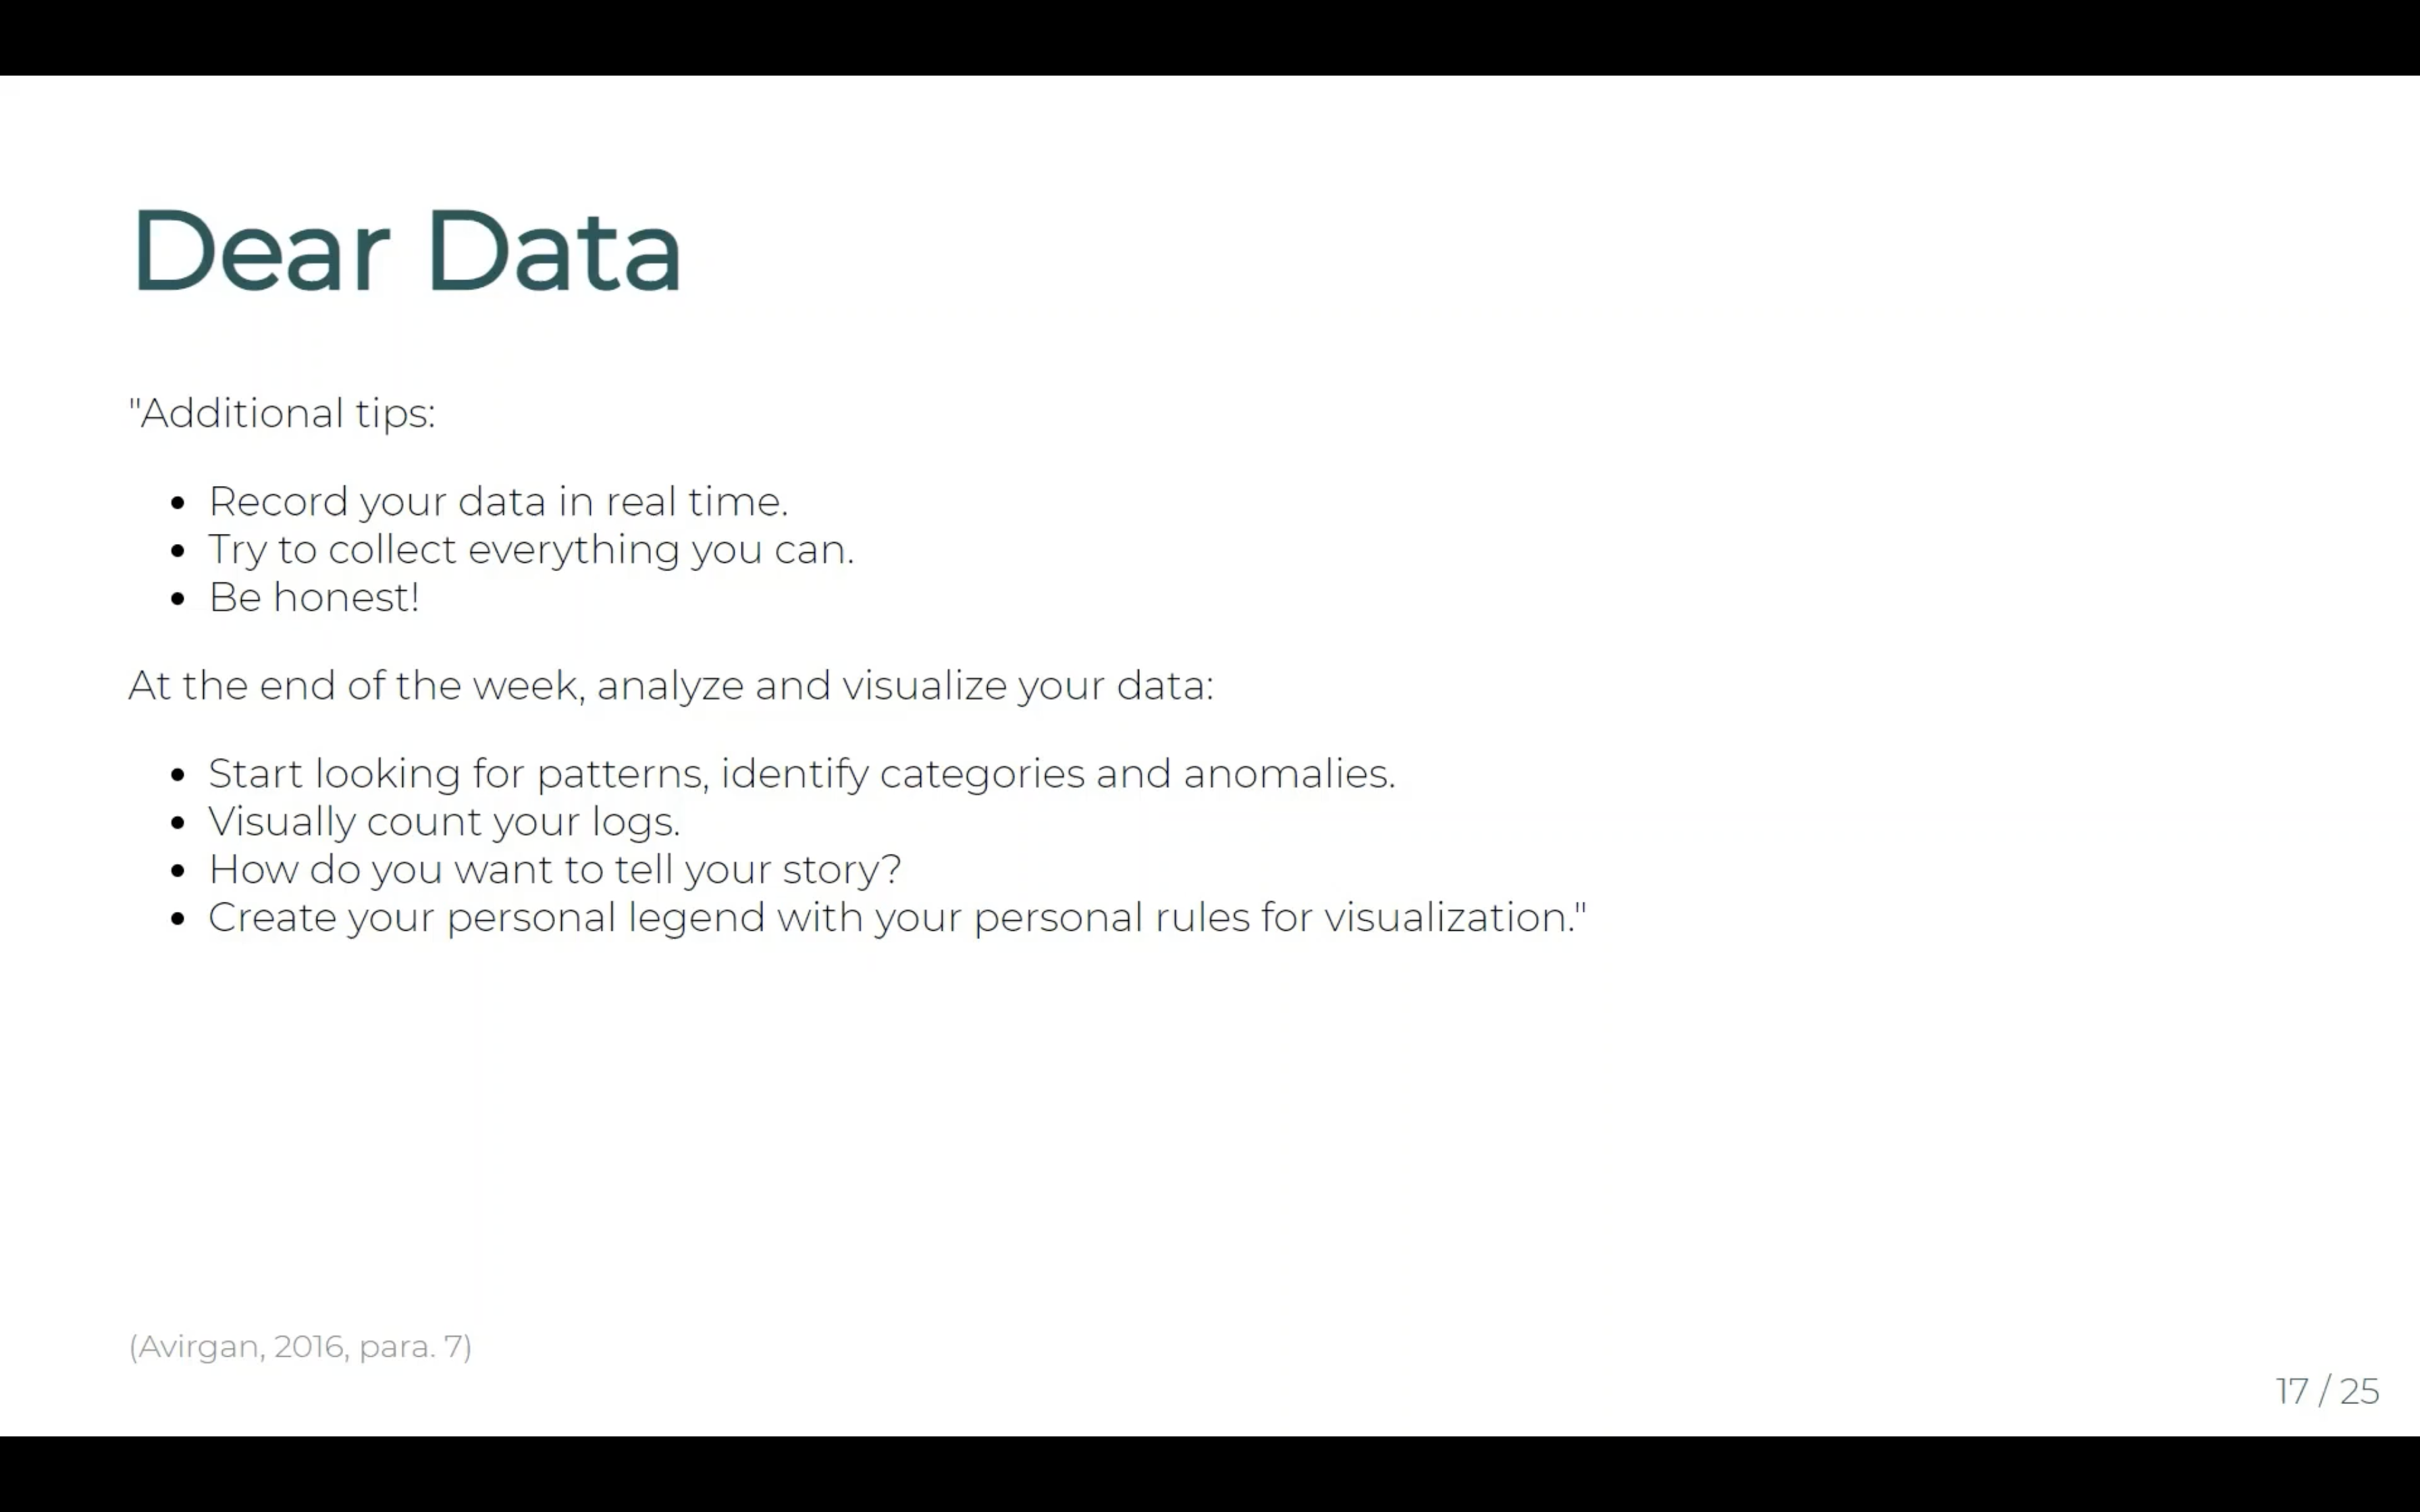 Dear Data
"Additional tips:
• Record your data in real time.
• Try to collect everything you can.
• Be honest!
At the end of the week, analyze and visualize your data:
• Start looking for patterns, identify categories and anomalies.
• Visually count your logs.
• How do you want to tell your story?
• Create your personal legend with your personal rules for visualization."
(Avirgan, 2016, para. 7)
17 / 25